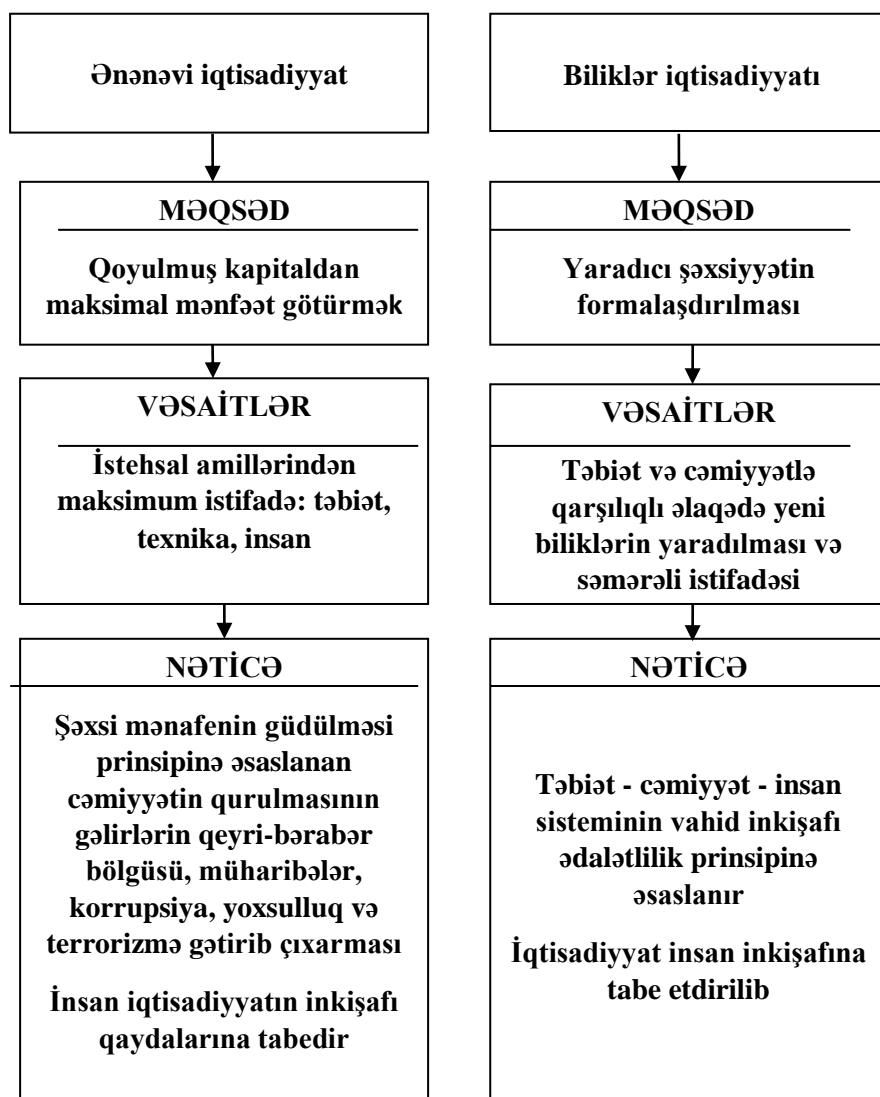 Ənənəvi iqtisadiyyat
MƏQSƏD
Qoyulmuş kapitaldan
maksimal mənfəət götürmək
VƏSAİTLƏR
İstehsal amillərindən
maksimum istifadə: təbiət,
texnika, insan
NƏTİCƏ
Şəxsi mənafenin güdülməsi
prinsipinə əsaslanan
cəmiyyətin qurulmasının
gəlirlərin qeyri-bərabər
bölgüsü, müharibələr,
korrupsiya, yoxsulluq və
terrorizmə gətirib çıxarması
İnsan iqtisadiyyatın inkişafı
qaydalarına tabedir
Biliklər iqtisadiyyatı
MƏQSƏD
Yaradıcı şəxsiyyətin
formalaşdırılması
VƏSAİTLƏR
Təbiət və cəmiyyətlə
qarşılıqlı əlaqədə yeni
biliklərin yaradılması və
səmərəli istifadəsi
NƏTİCƏ
Təbiət - cəmiyyət - insan
sisteminin vahid inkişafı
ədalətlilik prinsipinə
əsaslanır
İqtisadiyyat insan inkişafına
tabe etdirilib